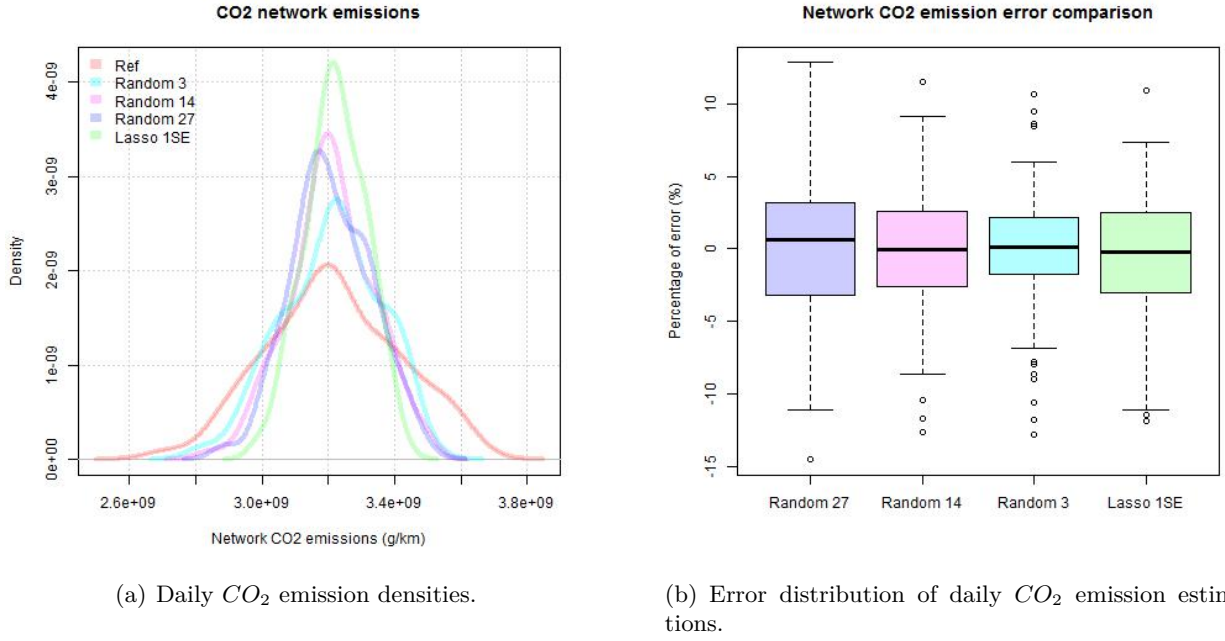 CO2 network emissions
Ref
Random 3
Random 14
Random 27
Lasso 1SE
Density
0e+00
1e-09
2e-09
3e-09
4e-09
2.6e+09
3.0e+09
3.4e+09
3.8e+09
Network CO2 emissions (g/km)
(a) Daily CO2 emission densities.
Network CO2 emission error comparison
Percentage of error (%)
10
5
0
-5
-10
-15
Random 27
Random 14
Random 3
Lasso 1SE
(b) Error distribution of daily CO2 emission estim
tions.